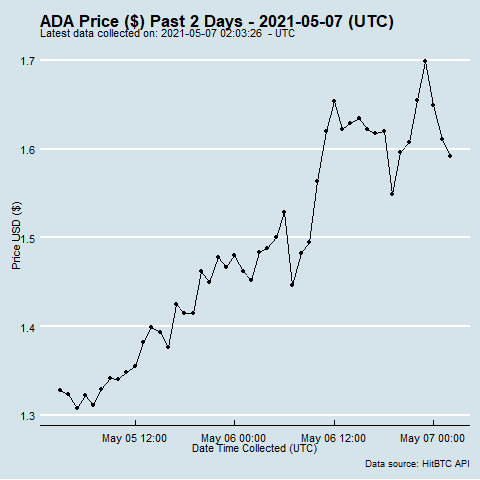 ADA Price ($) Past 2 Days - 2021-05-07 (UTC)
Latest data collected on: 2021-05-07 02:03:26  - UTC
1.7
1.6
1.5
1.4
1.3
Price USD ($)
May 05 12:00 May 06 00:00 May 06 12:00 May 07 00:00
Date Time Collected (UTC)
Data source: HitBTC API